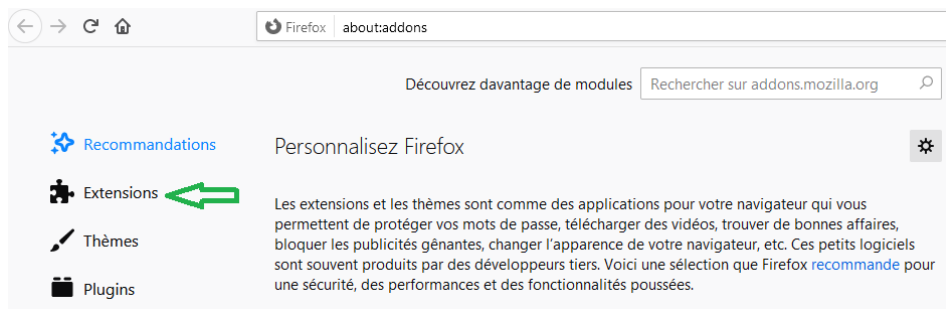 Firefox about:addons
Découvrez davantage de modules Rechercher sur addons.mozilla.org
Recommandations
Extensions
Thèmes
Plugins
Personnalisez Firefox
Les extensions et les thèmes sont comme des applications pour votre navigateur qui vous
permettent de protéger vos mots de passe, télécharger des vidéos, trouver de bonnes affaires,
bloquer les publicités gênantes, changer l’apparence de votre navigateur, etc. Ces petits logiciels
sont souvent produits par des développeurs tiers. Voici une sélection que Firefox recommande pour
une sécurité, des performances et des fonctionnalités poussées.